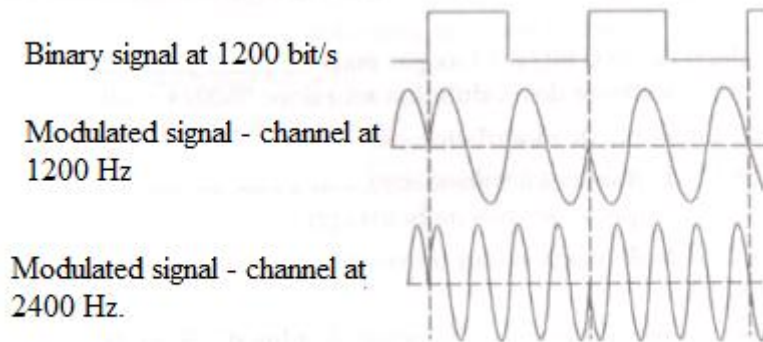 Binary signal at 1200 bit/s
Modulated signal - channel at
1200 Hz
Modulated signal - channel at
2400 Hz.